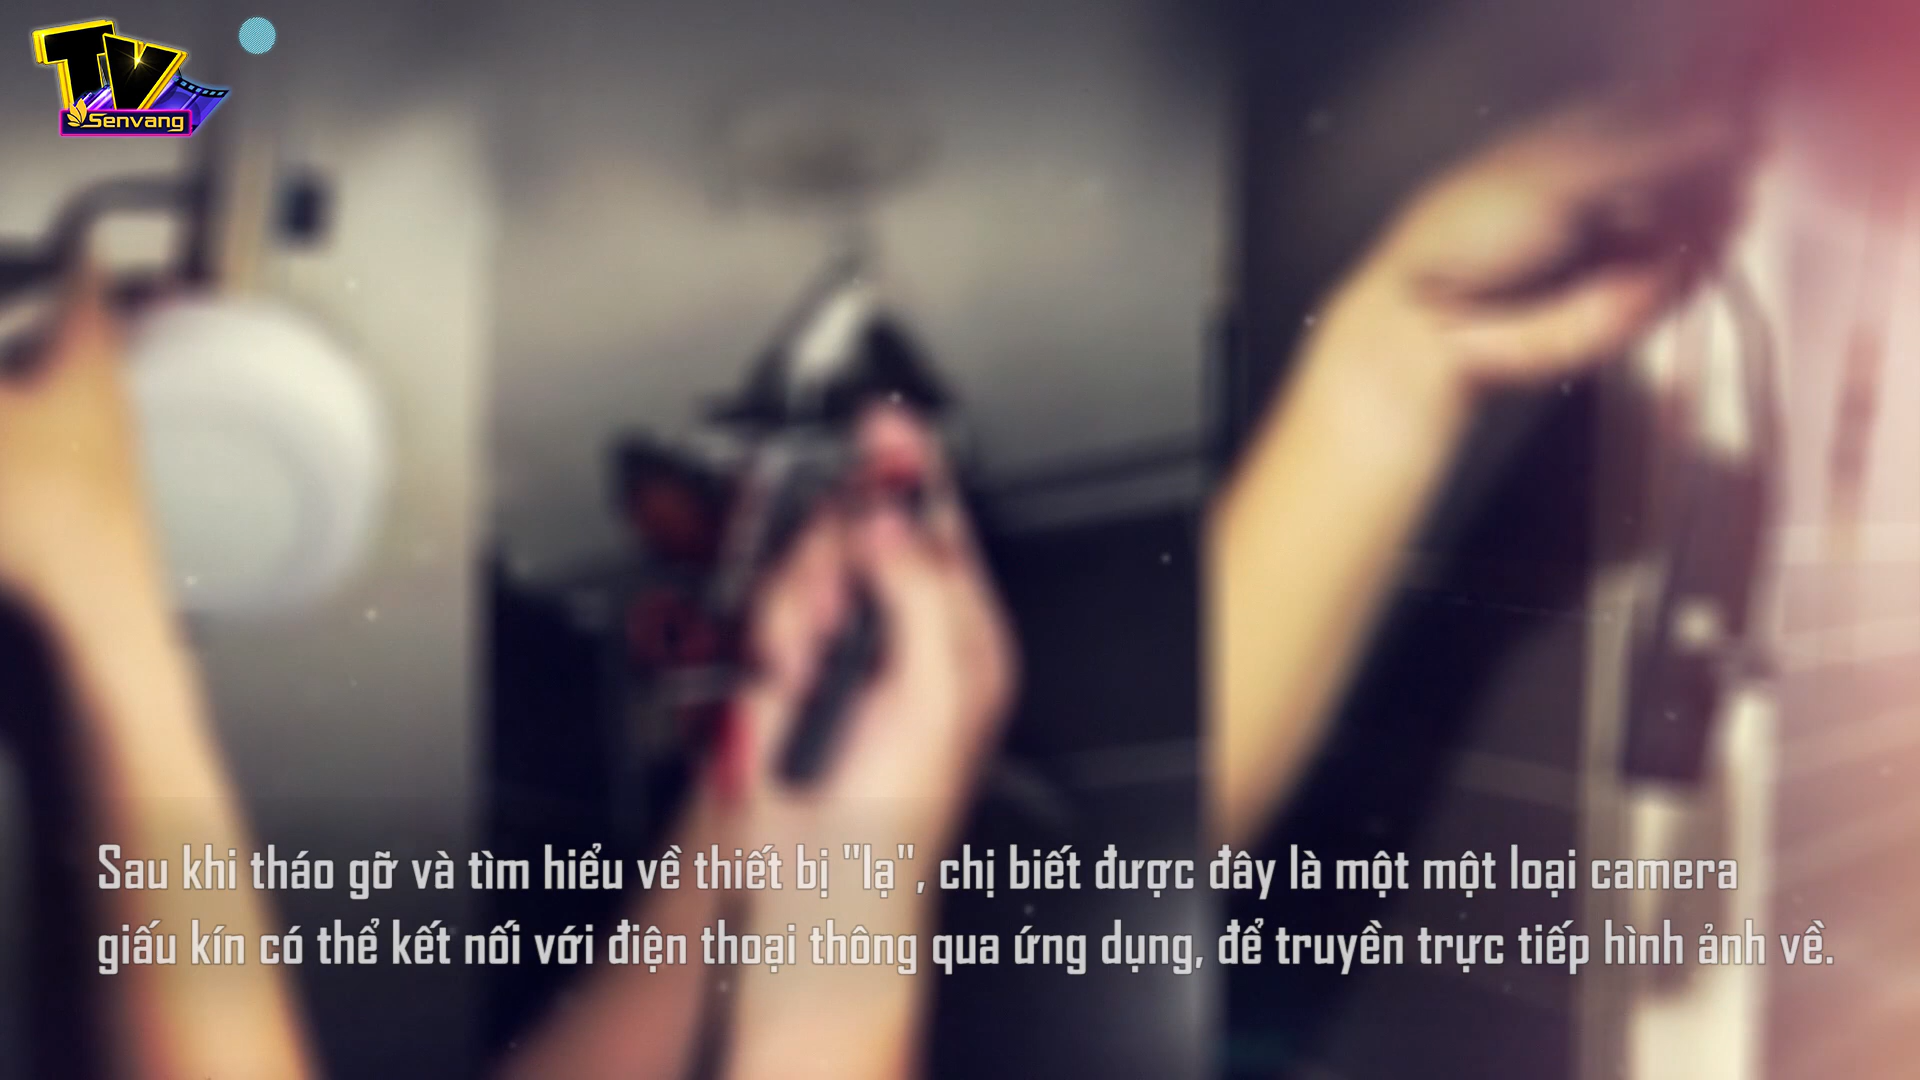 TV
Senvang
Sau khi tháo gỡ và tìm hiểu về thiết bị "lạ", chị biết được đây là một một loại camera
giấu kín có thể kết nối với điện thoại thông qua ứng dụng, để truyền trực tiếp hình ảnh về.